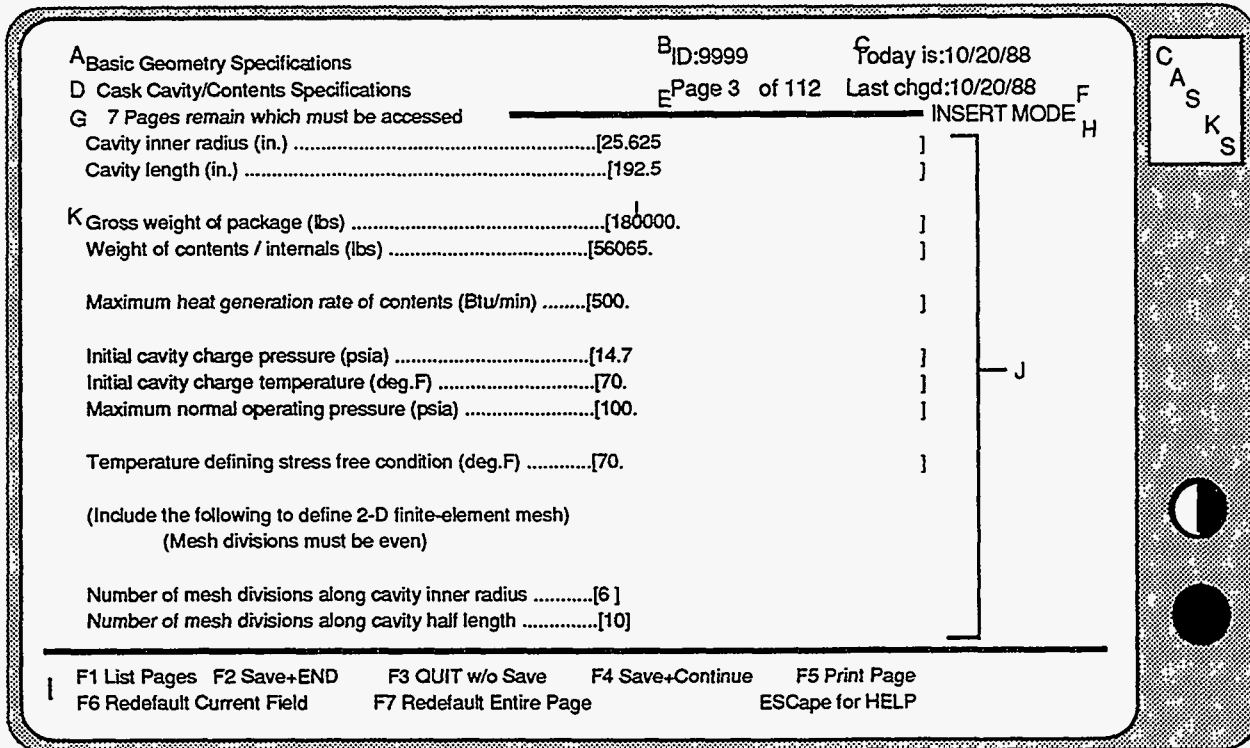 A Basic Geometry Specifications B ID:9999 C Today is:10/20/88
D Cask Cavity/Contents Specifications E Page 3 of 112 Last chgd:10/20/88 F
G 7 Pages remain which must be accessed INSERT MODE H
Cavity inner radius (in.) ..................................................[25.625 ]
Cavity length (in.) ............................................................[192.5 ]
K Gross weight of package (lbs) ...........................................[180000. ]
Weight of contents / internals (lbs) ..................................[56065. ]
Maximum heat generation rate of contents (Btu/min) ........[500. ]
Initial cavity charge pressure (psia) .................................[14.7 ]
Initial cavity charge temperature (deg.F) ..........................[70. ]
Maximum normal operating pressure (psia) ......................[100. ]
J
Temperature defining stress free condition (deg.F) ............[70. ]
(Include the following to define 2-D finite-element mesh)
(Mesh divisions must be even)
Number of mesh divisions along cavity inner radius ...........[6 ]
Number of mesh divisions along cavity half length ..............[10]
I F1 List Pages F2 Save+END F3 QUIT w/o Save F4 Save+Continue F5 Print Page
F6 Redefault Current Field F7 Redefault Entire Page ESCape for HELP
CASKS